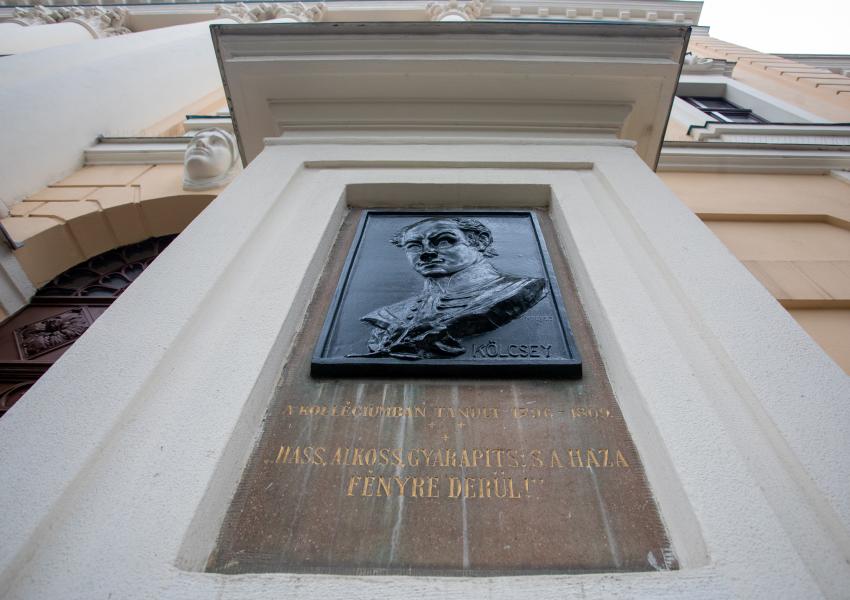 KÖLCSEY
A KOLLÉGIUMBAN TANULT 1796-1809.
„HASS, ALKOSS, GYARAPITS: S A HAZA
FÉNYRE DERÜL!”